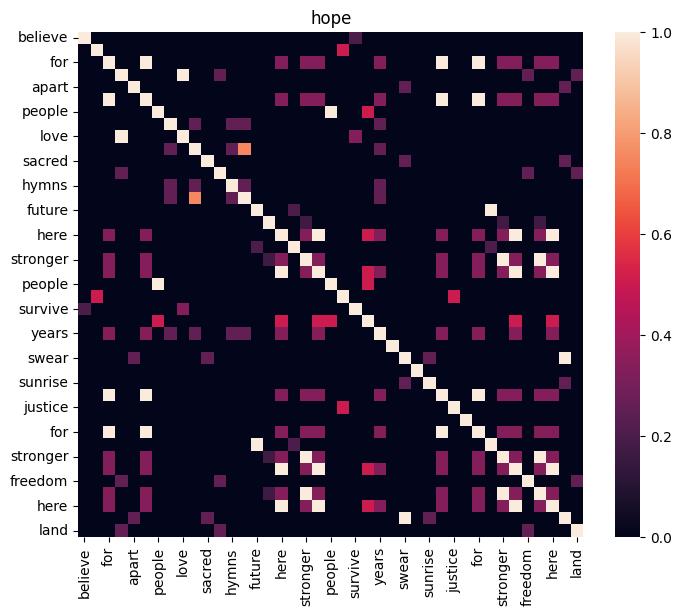 hope
believe
for
apart
people
love
sacred
hymns
future
here
stronger
people
survive
years
swear
sunrise
justice
for
stronger
freedom
here
land
believe
for
apart
people
love
sacred
hymns
future
here
stronger
people
survive
years
swear
sunrise
justice
for
stronger
freedom
here
land
1.0
0.8
0.6
0.4
0.2
0.0